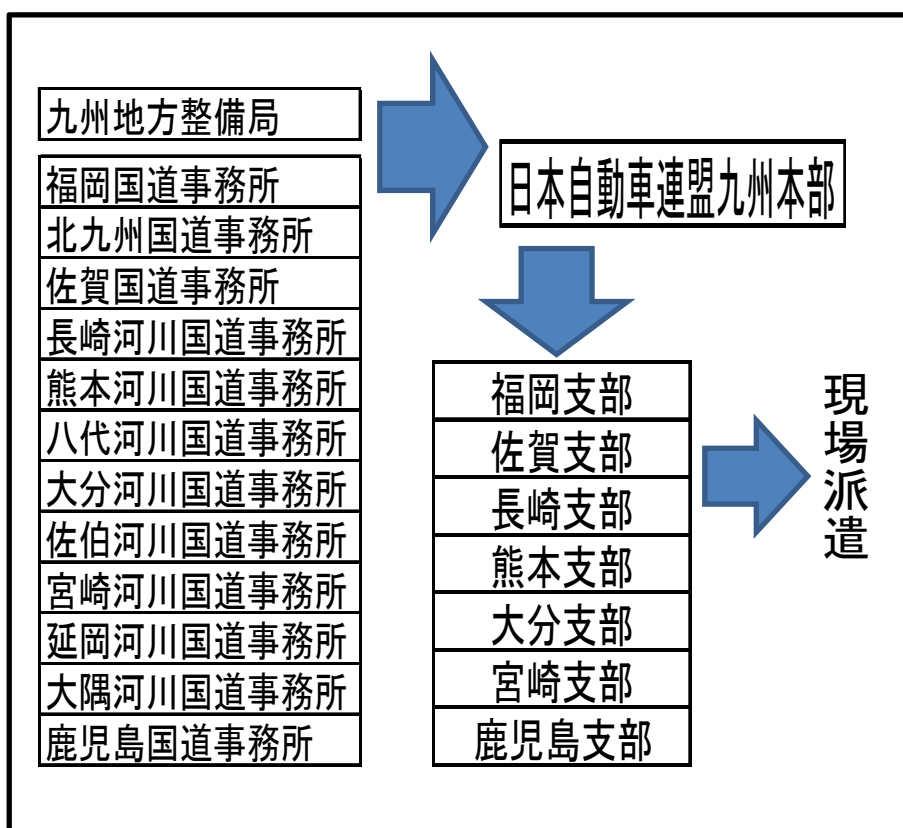 九州地方整備局
福岡国道事務所
北九州国道事務所
佐賀国道事務所
長崎河川国道事務所
熊本河川国道事務所
八代河川国道事務所
大分河川国道事務所
佐伯河川国道事務所
宮崎河川国道事務所
延岡河川国道事務所
大隅河川国道事務所
鹿児島国道事務所
日本自動車連盟九州本部
福岡支部
佐賀支部
長崎支部
熊本支部
大分支部
宮崎支部
鹿児島支部
現場派遣